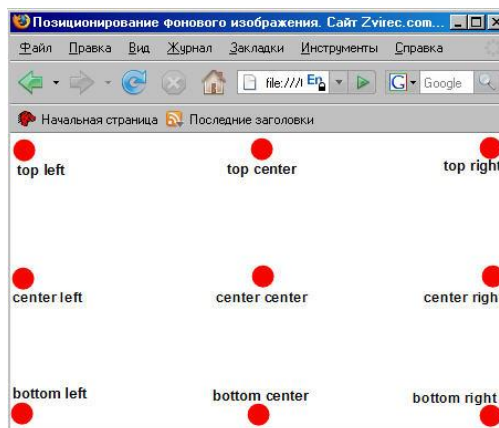 Позиционирование фонового изображения. Сайт Zvirec.com...
Файл Правка Вид Журнал Закладки Инструменты Справка
file:/// En G Google
Начальная страница Последние заголовки
top left top center top right
center left center center center righ
bottom left bottom center bottom right